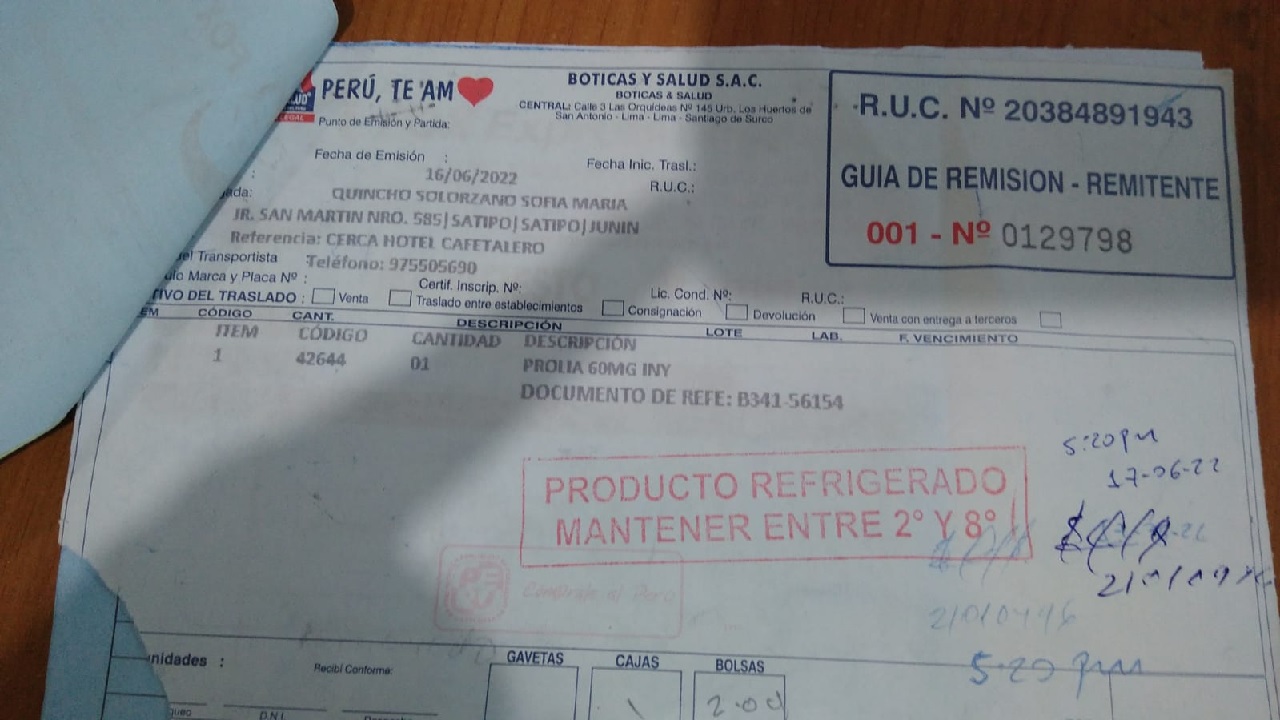 PERÚ, TE AM
BOTICAS Y SALUD S.A.C.
BOTICAS & SALUD
CENTRAL: Calle 3 Las Orquideas Nº 145 Urb. Los Huertos de
San Antonio - Lima - Lima - Santiago de Surco
Punto de Emisión y Partida:
R.U.C. Nº 20384891943
GUIA DE REMISION - REMITENTE
001 - Nº 0129798
Fecha de Emisión :
16/06/2022
Fecha Inic. Trasl.:
R.U.C.:
QUINCHO SOLORZANO SOFIA MARIA
JR. SAN MARTIN NRO. 585|SATIPO|SATIPO|JUNIN
Referencia: CERCA HOTEL CAFETALERO
Transportista
Teléfono: 975505690
Marca y Placa Nº :
Certif. Inscrip. Nº:
Lic. Cond. Nº:
R.U.C.:
TIVO DEL TRASLADO : Venta Traslado entre establecimientos Consignación Devolución Venta con entrega a terceros
EM CÓDIGO CANT. DESCRIPCIÓN LOTE LAB. F. VENCIMIENTO
ITEM CÓDIGO CANTIDAD DESCRIPCIÓN
1 42644 01 PROLIA 60MG INY
DOCUMENTO DE REFE: B341-56154
5:20pm
17-06-22
PRODUCTO REFRIGERADO
MANTENER ENTRE 2° Y 8°
5-20 pm
nidades :
Recibí Conforme:
GAVETAS CAJAS BOLSAS
D.N.I.